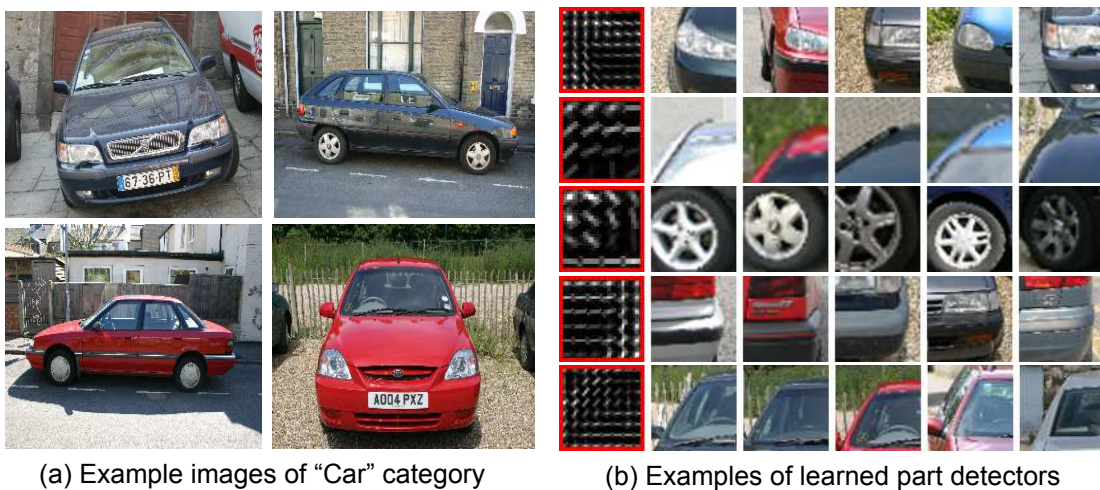 67-36-PT
A004 PXZ
(a) Example images of “Car” category
(b) Examples of learned part detectors